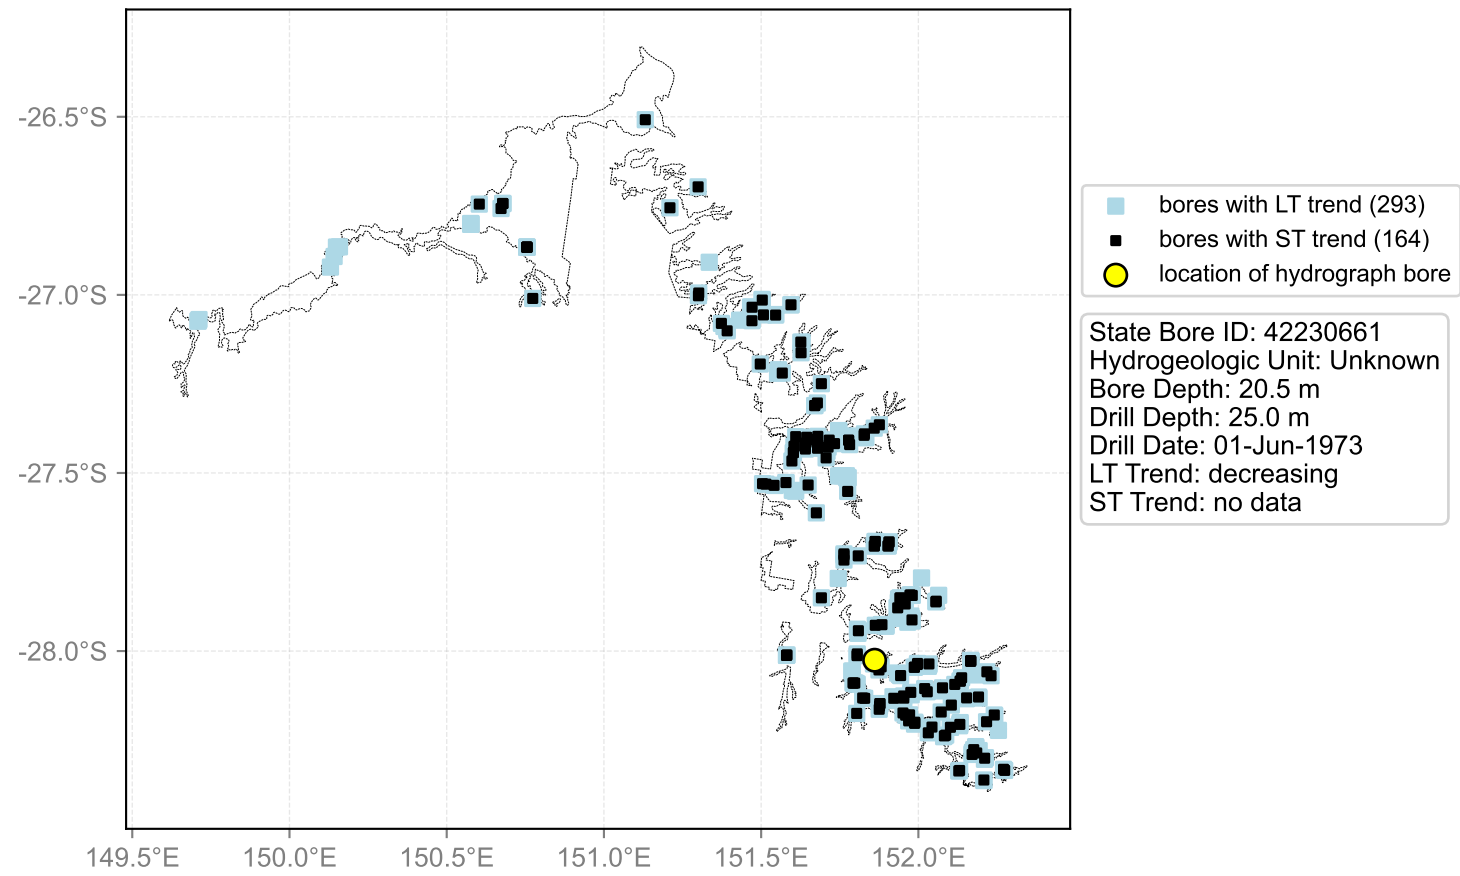 -26.5°S
-27.0°S
-27.5°S
-28.0°S
149.5°E 150.0°E 150.5°E 151.0°E 151.5°E 152.0°E
bores with LT trend (293)
bores with ST trend (164)
location of hydrograph bore
State Bore ID: 42230661
Hydrogeologic Unit: Unknown
Bore Depth: 20.5 m
Drill Depth: 25.0 m
Drill Date: 01-Jun-1973
LT Trend: decreasing
ST Trend: no data